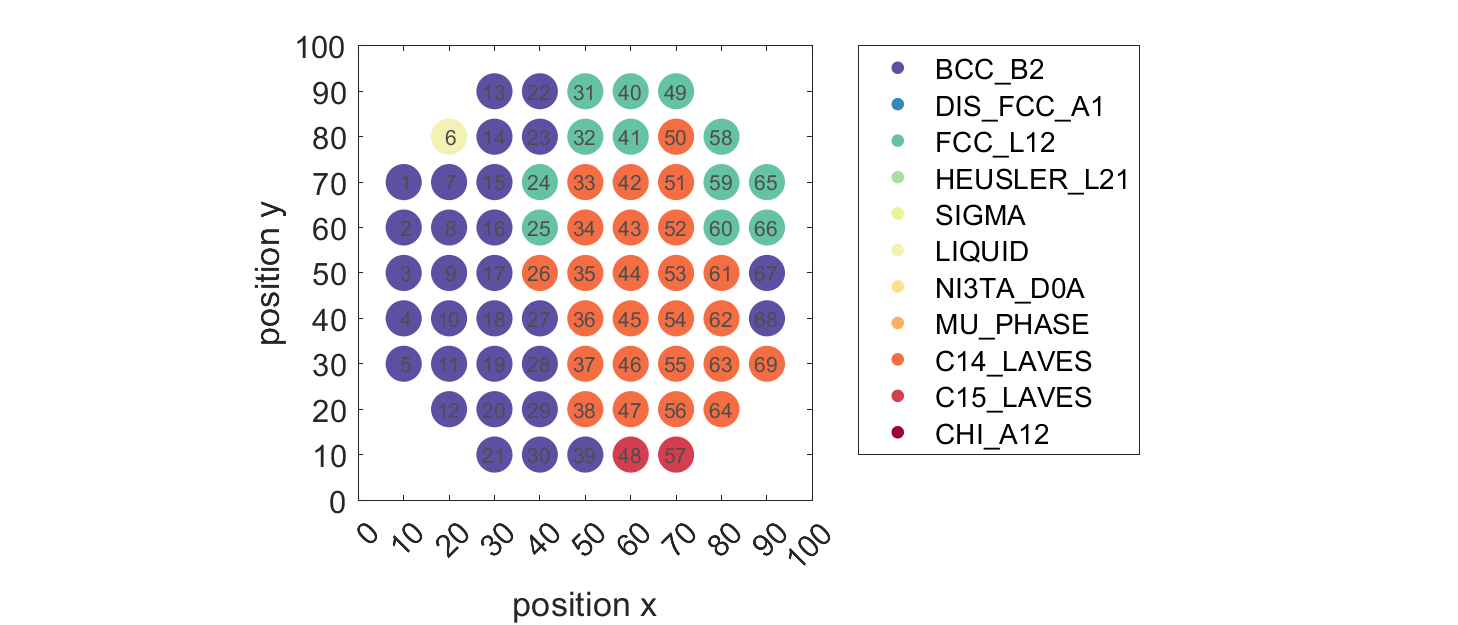 100
90
80
70
60
50
40
30
20
10
0
position y
13 22 31 40 49
6 14 23 32 41 50 58
1 7 15 24 33 42 51 59 65
2 8 16 25 34 43 52 60 66
3 9 17 26 35 44 53 61 67
4 10 18 27 36 45 54 62 68
5 11 19 28 37 46 55 63 69
12 20 29 38 47 56 64
21 30 39 48 57
0 10 20 30 40 50 60 70 80 90 100
position x
BCC_B2
DIS_FCC_A1
FCC_L12
HEUSLER_L21
SIGMA
LIQUID
NI3TA_D0A
MU_PHASE
C14_LAVES
C15_LAVES
CHI_A12